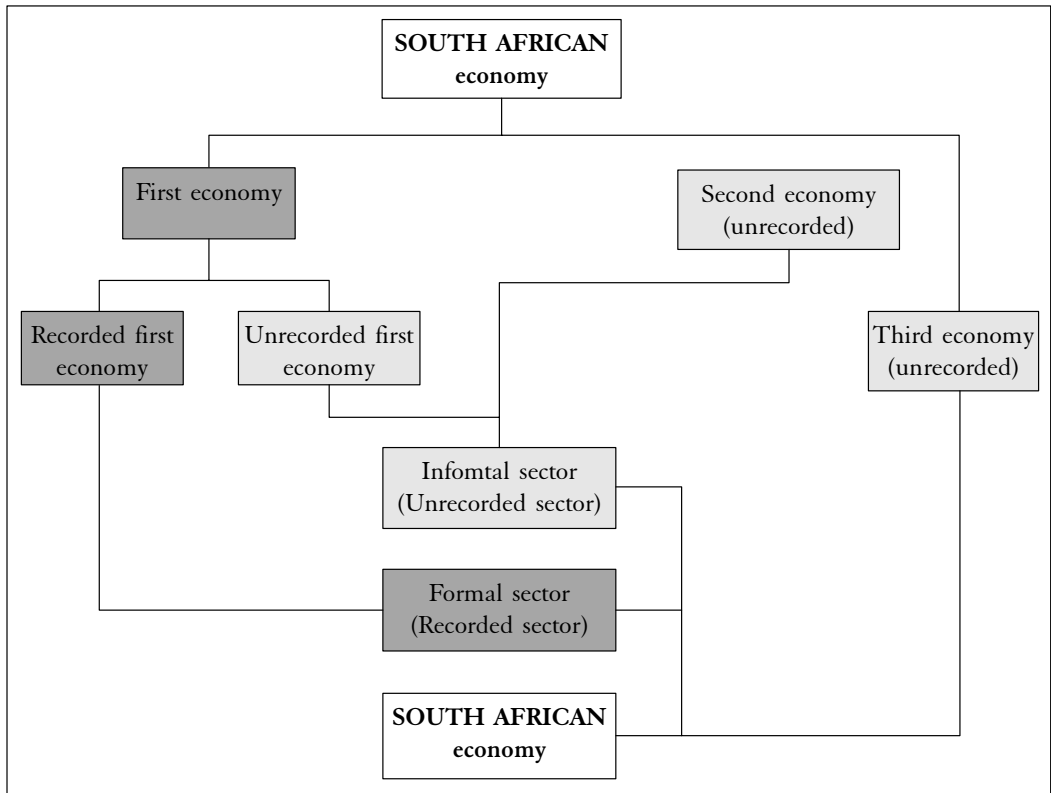 SOUTH AFRICAN
economy
First economy
Second economy
(unrecorded)
Recorded first
economy
Unrecorded first
economy
Third economy
(unrecorded)
Infomtal sector
(Unrecorded sector)
Formal sector
(Recorded sector)
SOUTH AFRICAN
economy